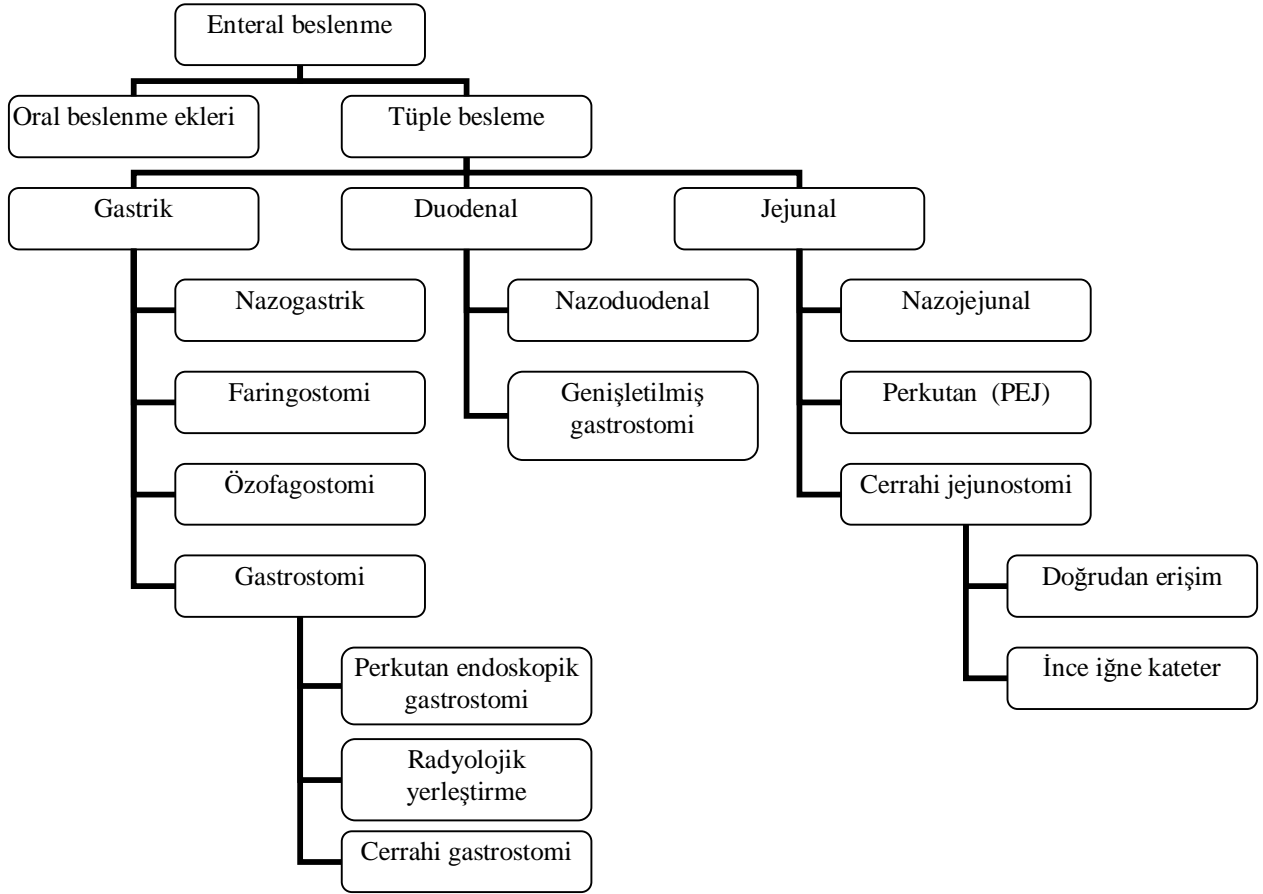 Enteral beslenme
Oral beslenme ekleri
Tüple besleme
Gastrik
Duodenal
Jejunal
Nazogastrik
Nazoduodenal
Nazojejunal
Faringostomi
Genişletilmiş
gastrostomi
Perkutan (PEJ)
Özofagostomi
Cerrahi jejunostomi
Gastrostomi
Doğrudan erişim
Perkutan endoskopik
gastrostomi
İnce iğne kateter
Radyolojik
yerleştirme
Cerrahi gastrostomi